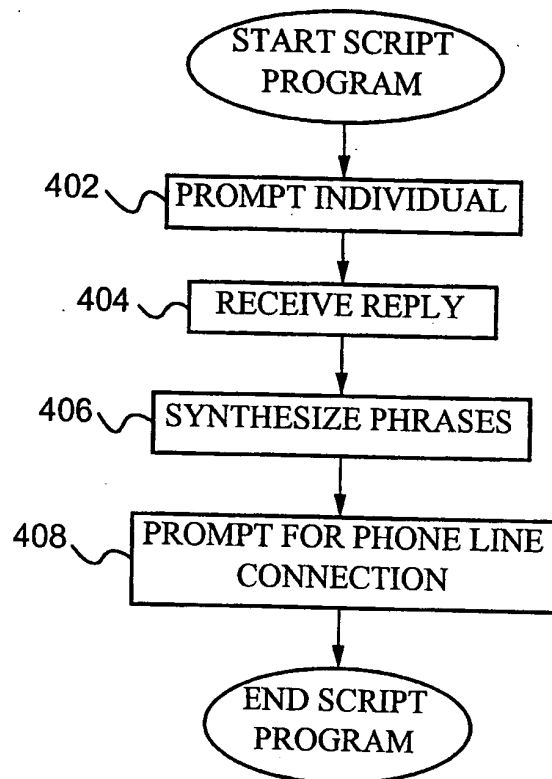 START SCRIPT
PROGRAM
402
PROMPT INDIVIDUAL
404
RECEIVE REPLY
406
SYNTHESIZE PHRASES
408
PROMPT FOR PHONE LINE
CONNECTION
END SCRIPT
PROGRAM